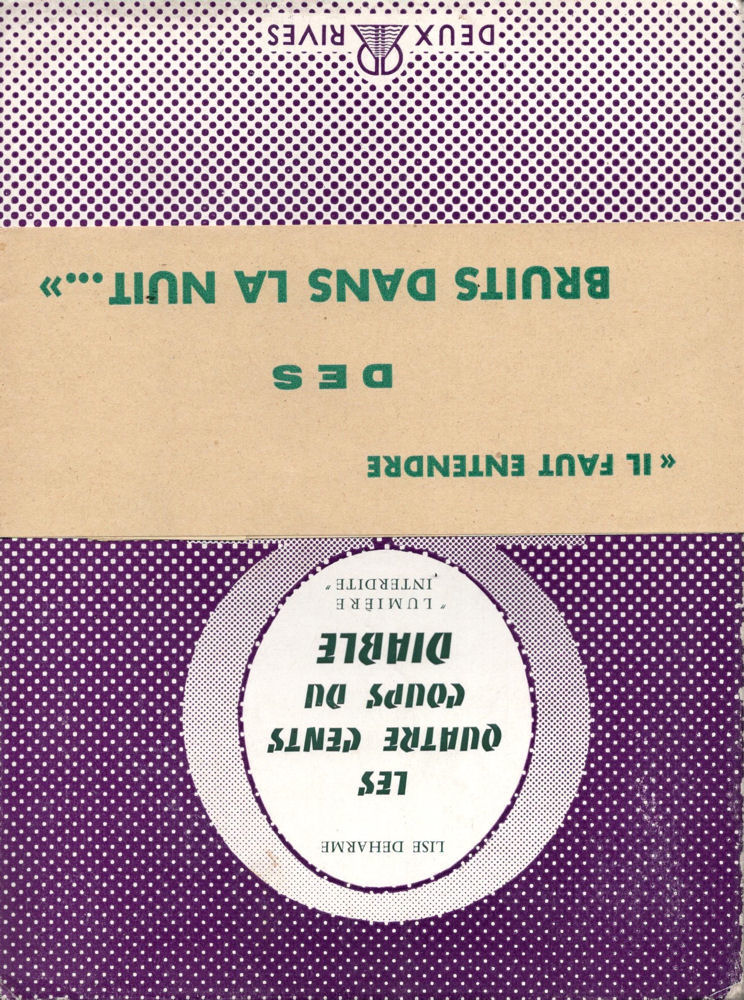 LISE DEHARME
LES
QUATRE CENTS
COUPS DU
DIABLE
"LUMIÈRE
INTERDITE"
« IL FAUT ENTENDRE
DES
BRUITS DANS LA NUIT...»
DEUX RIVES